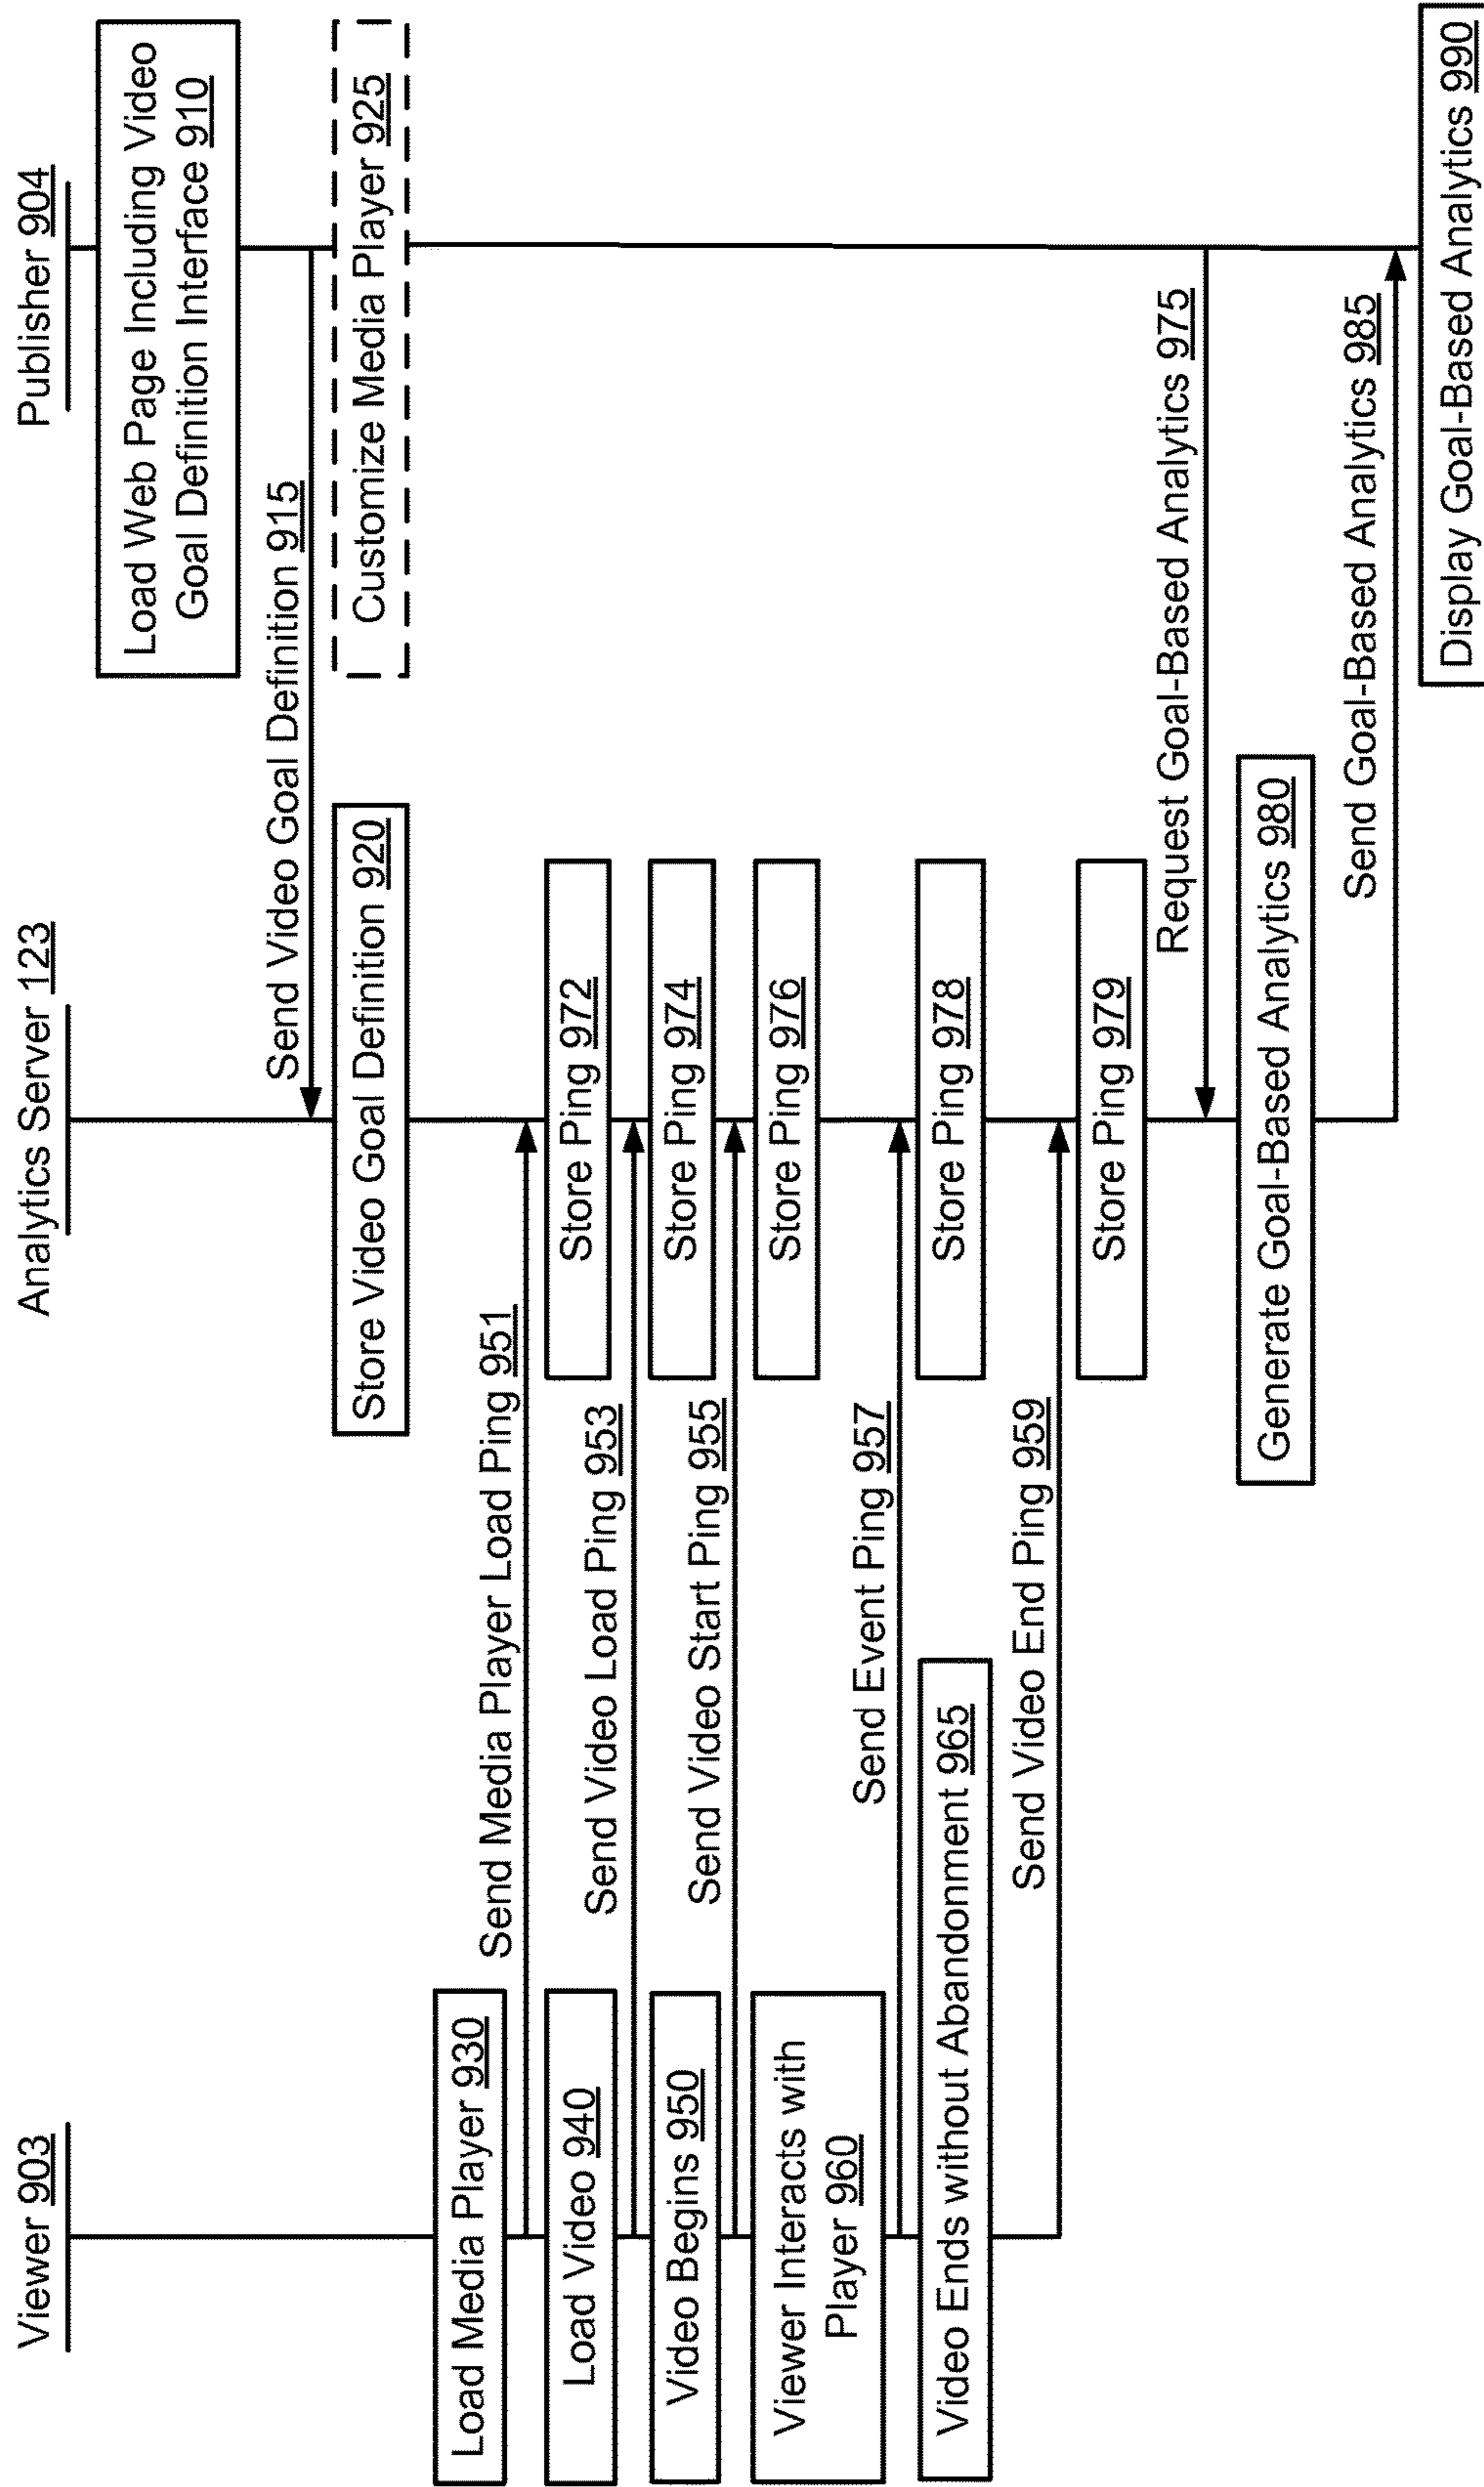 Viewer 903
Analytics Server 123
Publisher 904
Load Web Page Including Video
Goal Definition Interface 910
Send Video Goal Definition 915
Store Video Goal Definition 920
Customize Media Player 925
Load Media Player 930
Send Media Player Load Ping 951
Load Video 940
Store Ping 972
Send Video Load Ping 953
Video Begins 950
Store Ping 974
Send Video Start Ping 955
Viewer Interacts with
Player 960
Store Ping 976
Send Event Ping 957
Video Ends without Abandonment 965
Store Ping 978
Send Video End Ping 959
Store Ping 979
Request Goal-Based Analytics 975
Generate Goal-Based Analytics 980
Send Goal-Based Analytics 985
Display Goal-Based Analytics 990